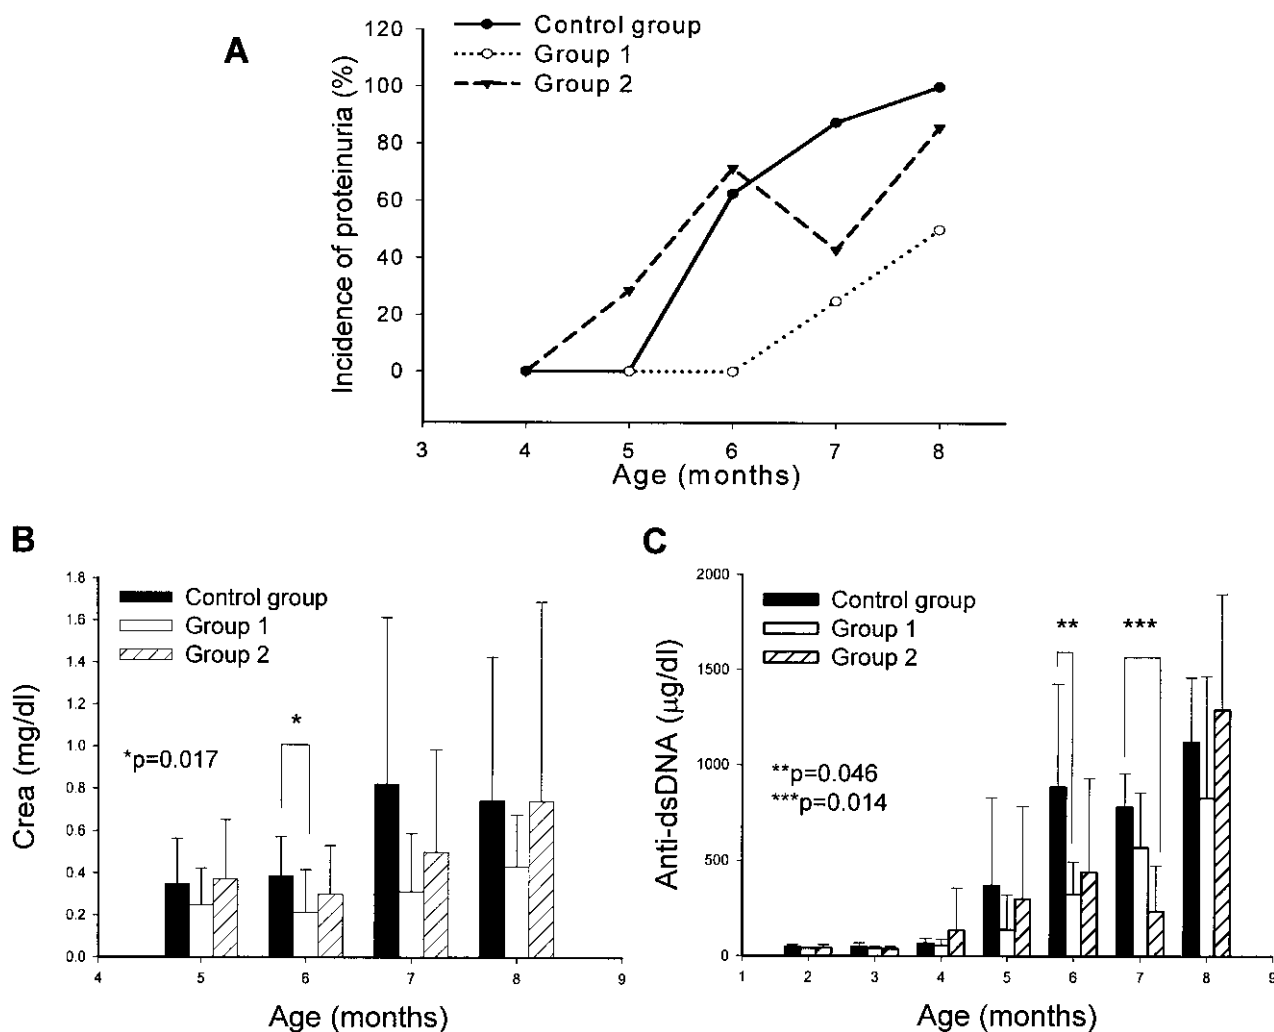 A
Incidence of proteinuria (%)
120
100
80
60
40
20
0
Control group
Group 1
Group 2
3 4 5 6 7 8
Age (months)
B
Crea (mg/dl)
1.8
1.6
1.4
1.2
1.0
0.8
0.6
0.4
0.2
0.0
Control group
Group 1
Group 2
*
*p=0.017
4 5 6 7 8 9
Age (months)
C
Anti-dsDNA (µg/dl)
2000
1500
1000
500
0
Control group
Group 1
Group 2
** ***
**p=0.046
***p=0.014
1 2 3 4 5 6 7 8 9
Age (months)